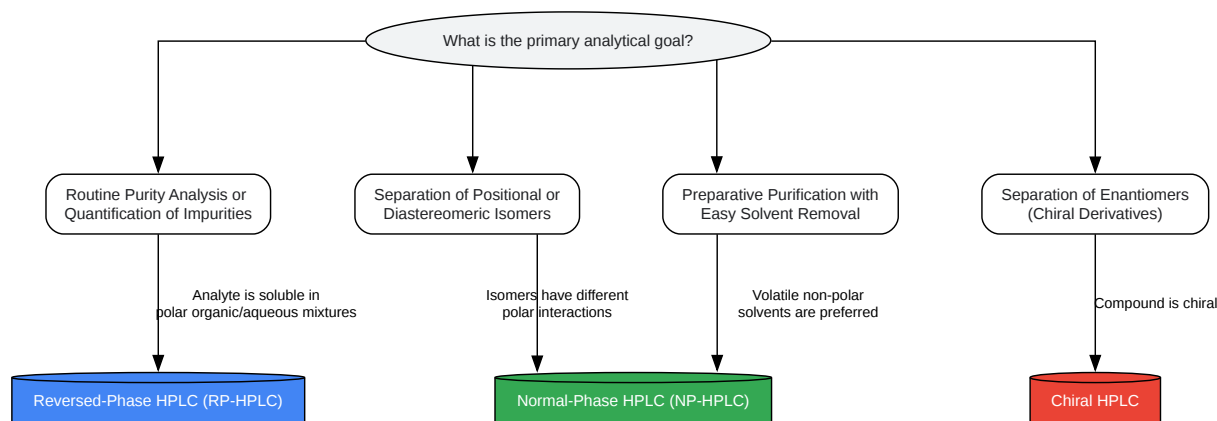 What is the primary analytical goal?
Routine Purity Analysis or
Quantification of Impurities
Separation of Positional or
Diastereomeric Isomers
Preparative Purification with
Easy Solvent Removal
Separation of Enantiomers
(Chiral Derivatives)
Analyte is soluble in
polar organic/aqueous mixtures
Isomers have different
polar interactions
Volatile non-polar
solvents are preferred
Compound is chiral
Reversed-Phase HPLC (RP-HPLC)
Normal-Phase HPLC (NP-HPLC)
Chiral HPLC